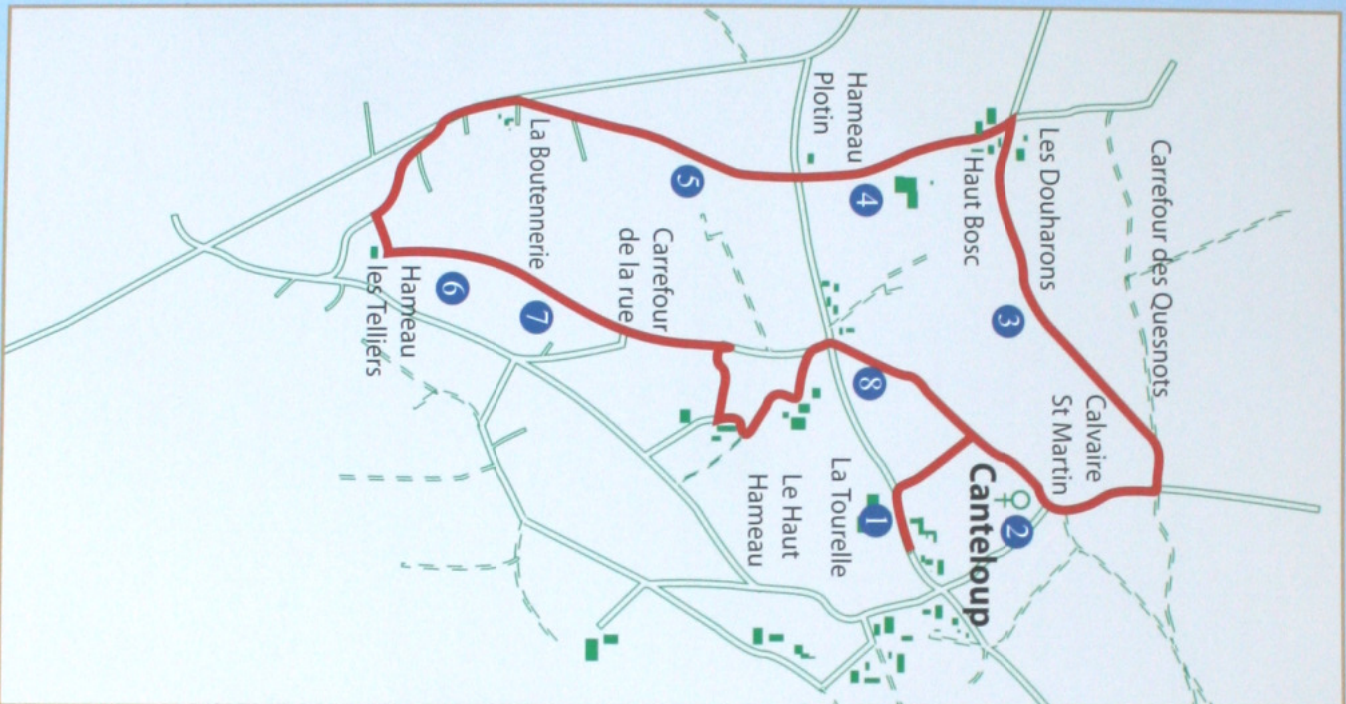 Carrefour des Quesnots
Les Douharons
Haut Bosc
Hameau
Plotin
3
4
5
Calvaire
St Martin
Canteloup
2
La Boutennerie
Carrefour
de la rue
8
1
La Tourelle
Le Haut
Hameau
7
6
Hameau
les Telliers